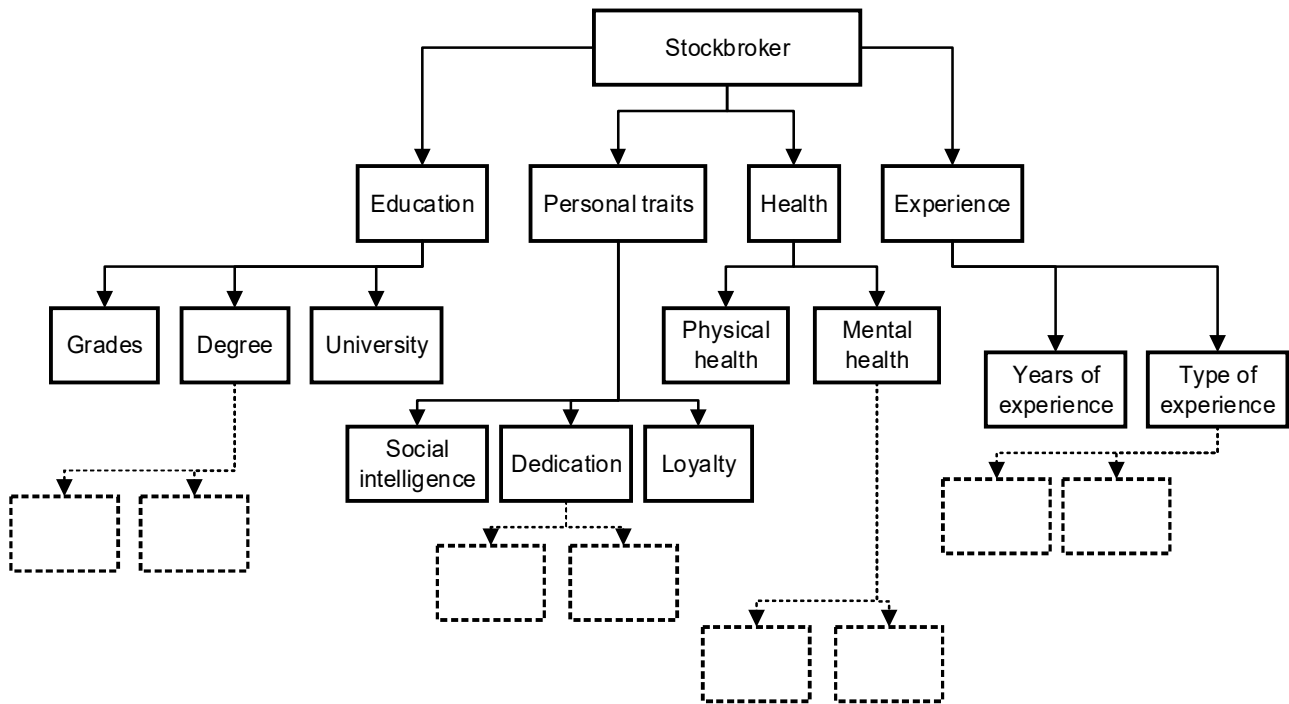 Stockbroker
Education
Personal traits
Health
Experience
Grades
Degree
University
Physical
health
Mental
health
Years of
experience
Type of
experience
Social
intelligence
Dedication
Loyalty